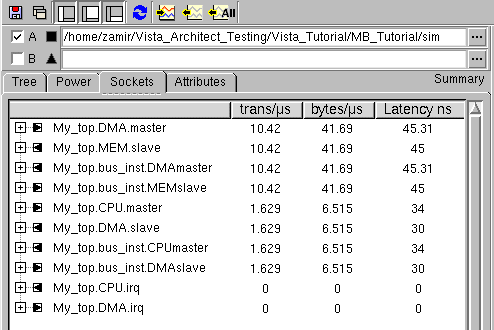 All
A /home/zamir/Vista_Architect_Testing/Vista_Tutorial/MB_Tutorial/sim ...
B ...
Tree Power Sockets Attributes Summary
trans/µs bytes/µs Latency ns
My_top.DMA.master 10.42 41.69 45.31
My_top.MEM.slave 10.42 41.69 45
My_top.bus_inst.DMAmaster 10.42 41.69 45.31
My_top.bus_inst.MEMslave 10.42 41.69 45
My_top.CPU.master 1.629 6.515 34
My_top.DMA.slave 1.629 6.515 30
My_top.bus_inst.CPUmaster 1.629 6.515 34
My_top.bus_inst.DMAslave 1.629 6.515 30
My_top.CPU.irq 0 0 0
My_top.DMA.irq 0 0 0